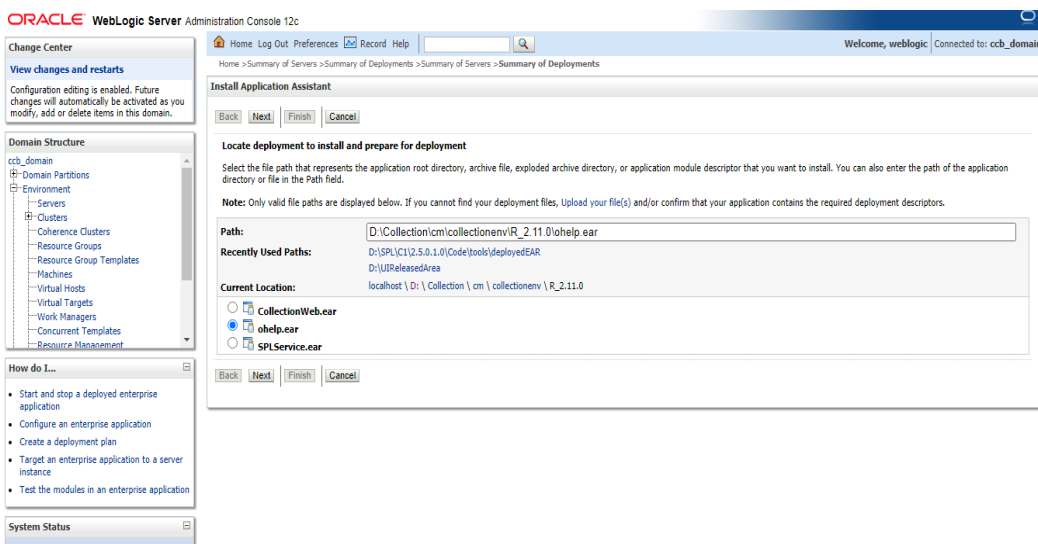 ORACLE WebLogic Server Administration Console 12c
Change Center
View changes and restarts
Configuration editing is enabled. Future
changes will automatically be activated as you
modify, add or delete items in this domain.
Domain Structure
ccb_domain
Domain Partitions
Environment
Servers
Clusters
Coherence Clusters
Resource Groups
Resource Group Templates
Machines
Virtual Hosts
Virtual Targets
Work Managers
Concurrent Templates
Resource Management
How do I...
Start and stop a deployed enterprise
application
Configure an enterprise application
Create a deployment plan
Target an enterprise application to a server
instance
Test the modules in an enterprise application
System Status
Home Log Out Preferences Record Help
Welcome, weblogic Connected to: ccb_domain
Home >Summary of Servers >Summary of Deployments >Summary of Servers >Summary of Deployments
Install Application Assistant
Back Next Finish Cancel
Locate deployment to install and prepare for deployment
Select the file path that represents the application root directory, archive file, exploded archive directory, or application module descriptor that you want to install. You can also enter the path of the application
directory or file in the Path field.
Note: Only valid file paths are displayed below. If you cannot find your deployment files, Upload your file(s) and/or confirm that your application contains the required deployment descriptors.
Path: D:\Collection\cm\collectionenv\R_2.11.0\ohelp.ear
Recently Used Paths: D:\SPL\C1\2.5.0.1.0\Code\tools\deployedEAR
D:\UIReleasedArea
Current Location: localhost \ D: \ Collection \ cm \ collectionenv \ R_2.11.0
CollectionWeb.ear
ohelp.ear
SPLService.ear
Back Next Finish Cancel